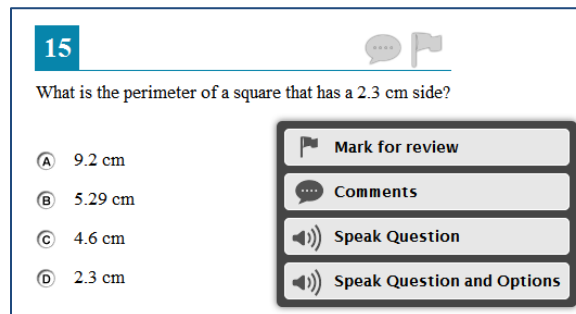 15
What is the perimeter of a square that has a 2.3 cm side?
A 9.2 cm
B 5.29 cm
C 4.6 cm
D 2.3 cm
Mark for review
Comments
Speak Question
Speak Question and Options